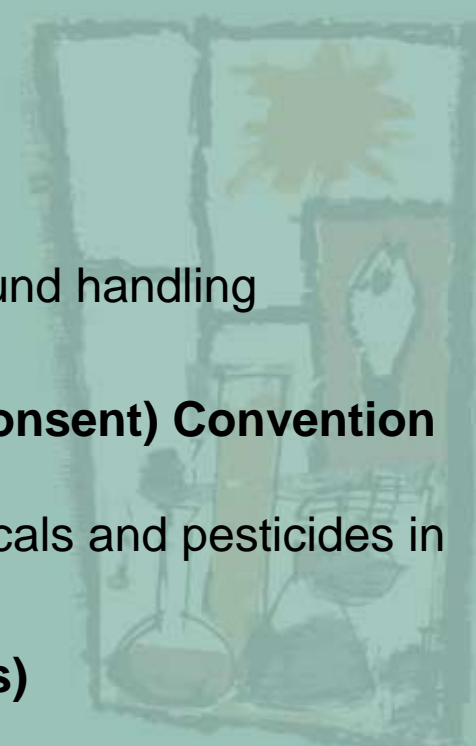 und handling
onsent) Convention
cals and pesticides in
s)